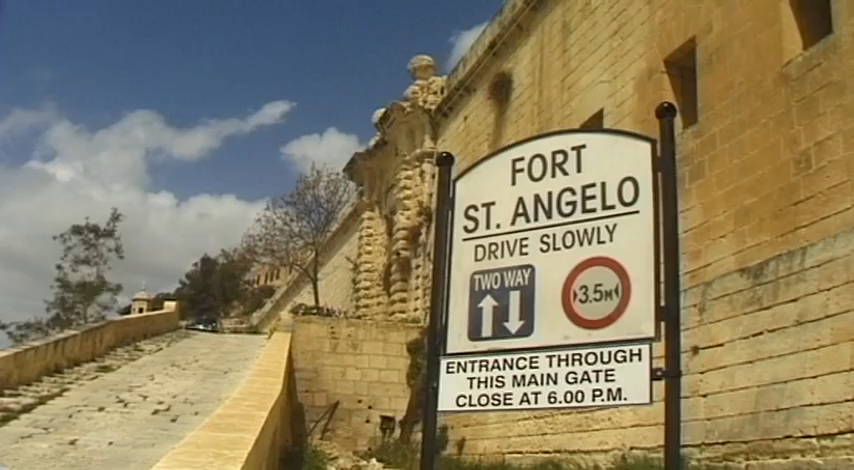 FORT
ST. ANGELO
DRIVE SLOWLY
TWO WAY
3.5M
ENTRANCE THROUGH
THIS MAIN GATE
CLOSE AT 6.00 P.M.